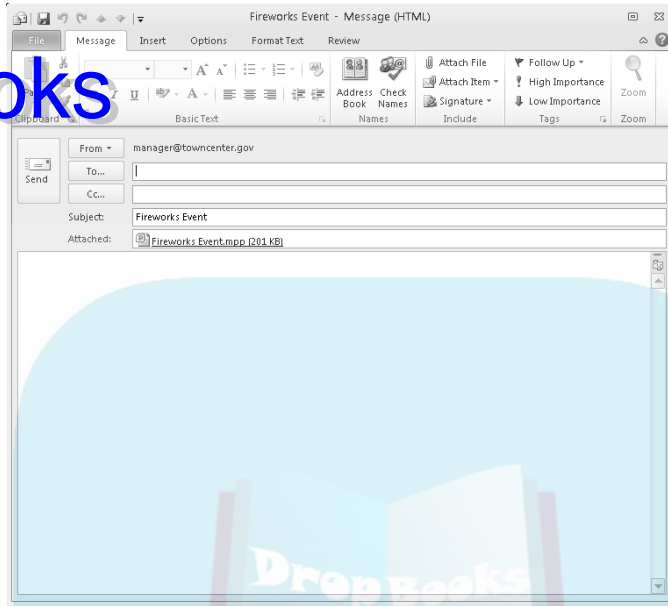 Fireworks Event - Message (HTML)
File Message Insert Options Format Text Review
Attach File
Follow Up
Attach Item
High Importance
Address Book
Check Names
Signature
Low Importance
Zoom
Clipboard
Basic Text
Names
Include
Tags
Zoom
oks
From
manager@towncenter.gov
To...
Send
Cc...
Subject:
Fireworks Event
Attached:
Fireworks Event.mpp (201 KB)
DropBooks